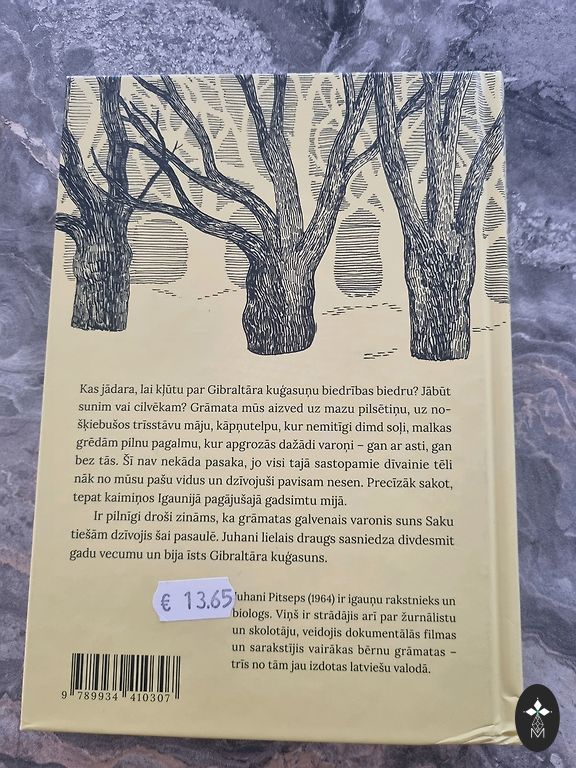 Kas jādara, lai kļūtu par Gibraltāra kuģasuņu biedrības biedru? Jābūt
sunim vai cilvēkam? Grāmata mūs aizved uz mazu pilsētiņu, uz no-
šķiebušos trīsstāvu māju, kāpņutelpu, kur nemitīgi dimd soļi, malkas
grēdām pilnu pagalmu, kur apgrozās dažādi varoņi – gan ar asti, gan
bez tās. Šī nav nekāda pasaka, jo visi tajā sastopamie dīvainie tēli
nāk no mūsu pašu vidus un dzīvojuši pavisam nesen. Precīzāk sakot,
tepat kaimiņos Igaunijā pagājušajā gadsimtu mijā.
Ir pilnīgi droši zināms, ka grāmatas galvenais varonis suns Saku
tiešām dzīvojis šai pasaulē. Juhani lielais draugs sasniedza divdesmit
gadu vecumu un bija īsts Gibraltāra kuģasuns.
€ 13.65
Juhani Pitseps (1964) ir igauņu rakstnieks un
biologs. Viņš ir strādājis arī par žurnālistu
un skolotāju, veidojis dokumentālās filmas
un sarakstījis vairākas bērnu grāmatas –
trīs no tām jau izdotas latviešu valodā.
9 789934 410307